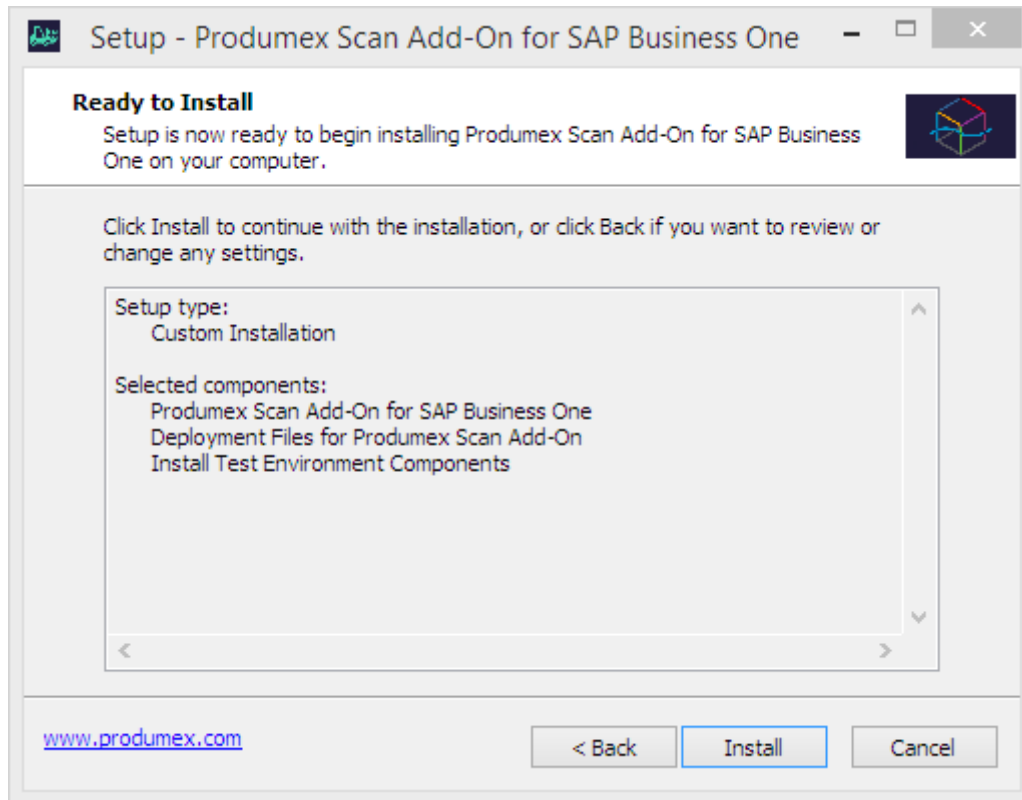 Setup - Produmex Scan Add-On for SAP Business One
Ready to Install
Setup is now ready to begin installing Produmex Scan Add-On for SAP Business
One on your computer.
Click Install to continue with the installation, or click Back if you want to review or
change any settings.
Setup type:
Custom Installation
Selected components:
Produmex Scan Add-On for SAP Business One
Deployment Files for Produmex Scan Add-On
Install Test Environment Components
www.produmex.com
< Back
Install
Cancel